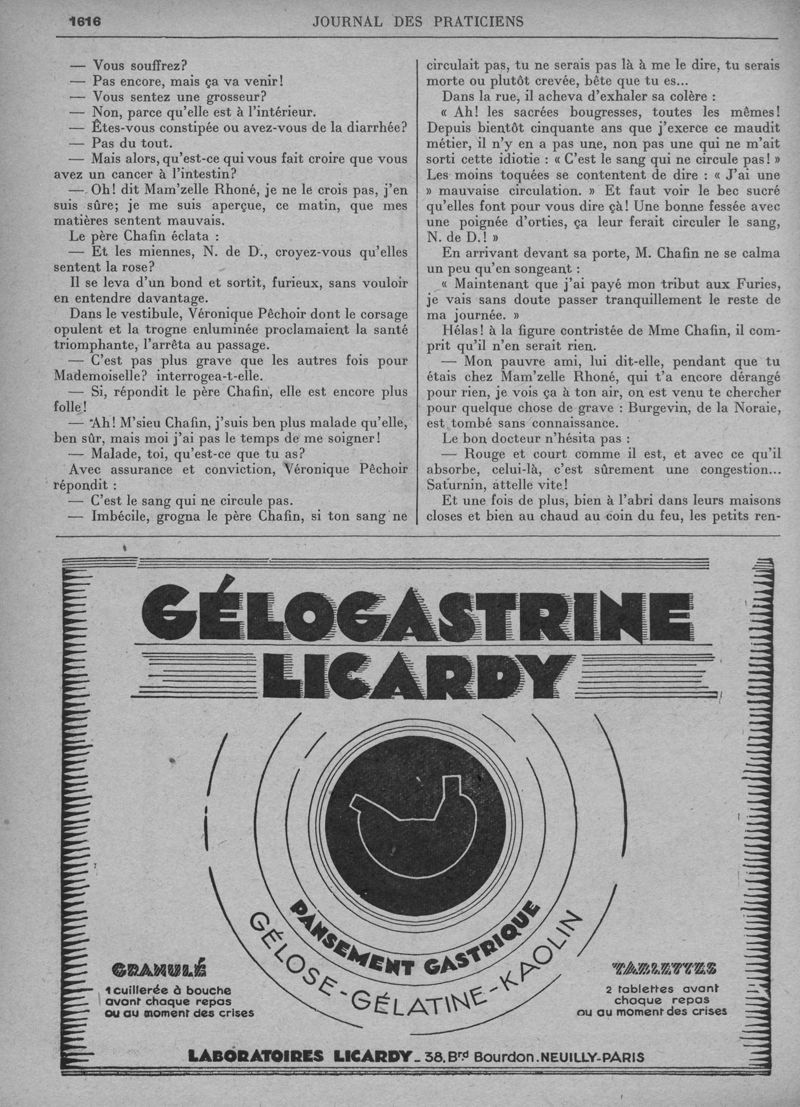 1616
JOURNAL DES PRATICIENS
— Vous souffrez?
— Pas encore, mais ça va venir!
— Vous sentez une grosseur?
— Non, parce qu'elle est à l'intérieur.
— Êtes-vous constipée ou avez-vous de la diarrhée?
— Pas du tout.
— Mais alors, qu'est-ce qui vous fait croire que vous
avez un cancer à l'intestin?
— Oh! dit Mam'zelle Rhoné, je ne le crois pas, j'en
suis sûre; je me suis aperçue, ce matin, que mes
matières sentent mauvais.
Le père Chafin éclata :
— Et les miennes, N. de D., croyez-vous qu'elles
sentent la rose?
Il se leva d'un bond et sortit, furieux, sans vouloir
en entendre davantage.
Dans le vestibule, Véronique Pêchoir dont le corsage
opulent et la trogne enluminée proclamaient la santé
triomphante, l'arrêta au passage.
— C'est pas plus grave que les autres fois pour
Mademoiselle? interrogea-t-elle.
— Si, répondit le père Chafin, elle est encore plus
folle!
— Ah! M'sieu Chafin, j'suis ben plus malade qu'elle,
ben sûr, mais moi j'ai pas le temps de me soigner!
— Malade, toi, qu'est-ce que tu as?
Avec assurance et conviction, Véronique Pêchoir
répondit :
— C'est le sang qui ne circule pas.
— Imbécile, grogna le père Chafin, si ton sang ne
circulait pas, tu ne serais pas là à me le dire, tu serais
morte ou plutôt crevée, bête que tu es...
Dans la rue, il acheva d'exhaler sa colère :
« Ah! les sacrées bougresses, toutes les mêmes!
Depuis bientôt cinquante ans que j'exerce ce maudit
métier, il n'y en a pas une, non pas une qui ne m'ait
sorti cette idiotie : « C'est le sang qui ne circule pas! »
Les moins toquées se contentent de dire : « J'ai une
» mauvaise circulation. » Et faut voir le bec sucré
qu'elles font pour vous dire çà! Une bonne fessée avec
une poignée d'orties, ça leur ferait circuler le sang,
N. de D.! »
En arrivant devant sa porte, M. Chafin ne se calma
un peu qu'en songeant :
« Maintenant que j'ai payé mon tribut aux Furies,
je vais sans doute passer tranquillement le reste de
ma journée. »
Hélas! à la figure contristée de Mme Chafin, il com-
prit qu'il n'en serait rien.
— Mon pauvre ami, lui dit-elle, pendant que tu
étais chez Mam'zelle Rhoné, qui t'a encore dérangé
pour rien, je vois ça à ton air, on est venu te chercher
pour quelque chose de grave : Burgevin, de la Noraie,
est tombé sans connaissance.
Le bon docteur n'hésita pas :
— Rouge et court comme il est, et avec ce qu'il
absorbe, celui-là, c'est sûrement une congestion...
Saturnin, attelle vite!
Et une fois de plus, bien à l'abri dans leurs maisons
closes et bien au chaud au coin du feu, les petits ren-
GÉLOGASTRINE
LICARDY
PANSEMENT GASTRIQUE
GÉLOSE-GÉLATINE-KAOLIN
GRANULÉ
1 cuillerée à bouche
avant chaque repas
ou au moment des crises
TABLETTES
2 tablettes avant
chaque repas
ou au moment des crises
LABORATOIRES LICARDY_38, Brd Bourdon. NEUILLY-PARIS